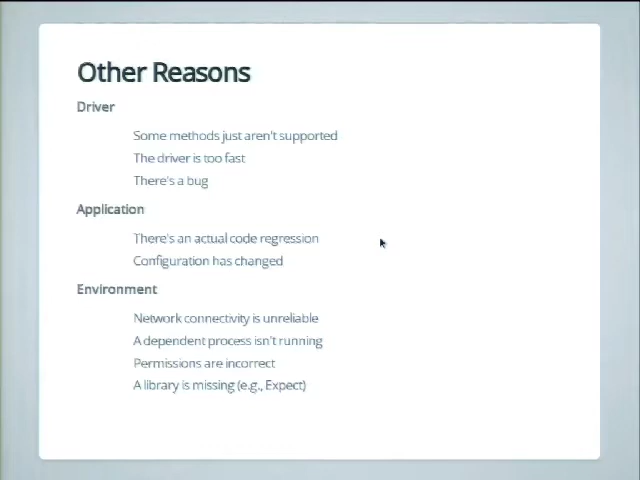 Other Reasons
Driver
Some methods just aren't supported
The driver is too fast
There's a bug
Application
There's an actual code regression
Configuration has changed
Environment
Network connectivity is unreliable
A dependent process isn't running
Permissions are incorrect
A library is missing (e.g., Expect)